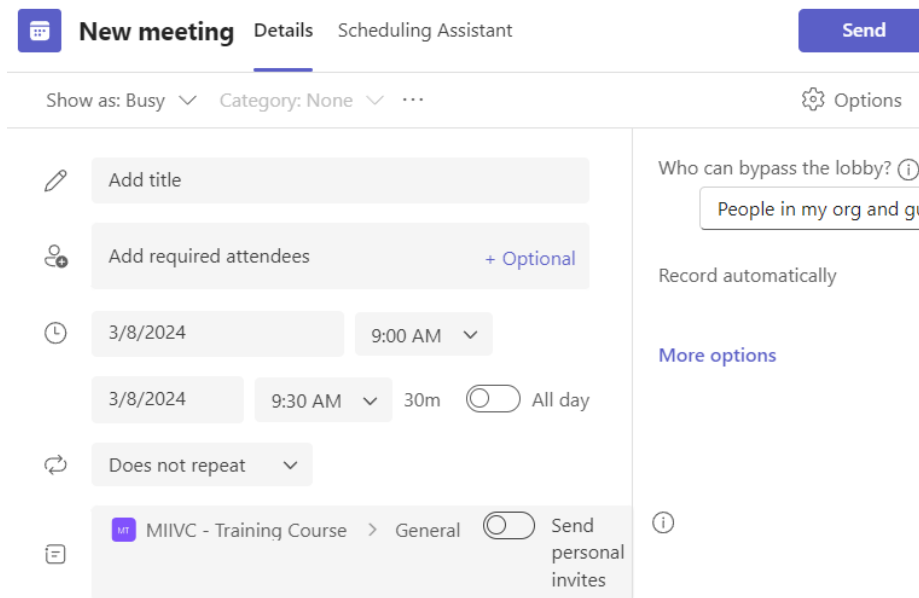 New meeting Details Scheduling Assistant Send
Show as: Busy Category: None ... Options
Add title
Who can bypass the lobby?
People in my org and gu
Add required attendees + Optional
Record automatically
3/8/2024 9:00 AM
More options
3/8/2024 9:30 AM 30m All day
Does not repeat
MT MIIVC - Training Course > General Send
personal
invites